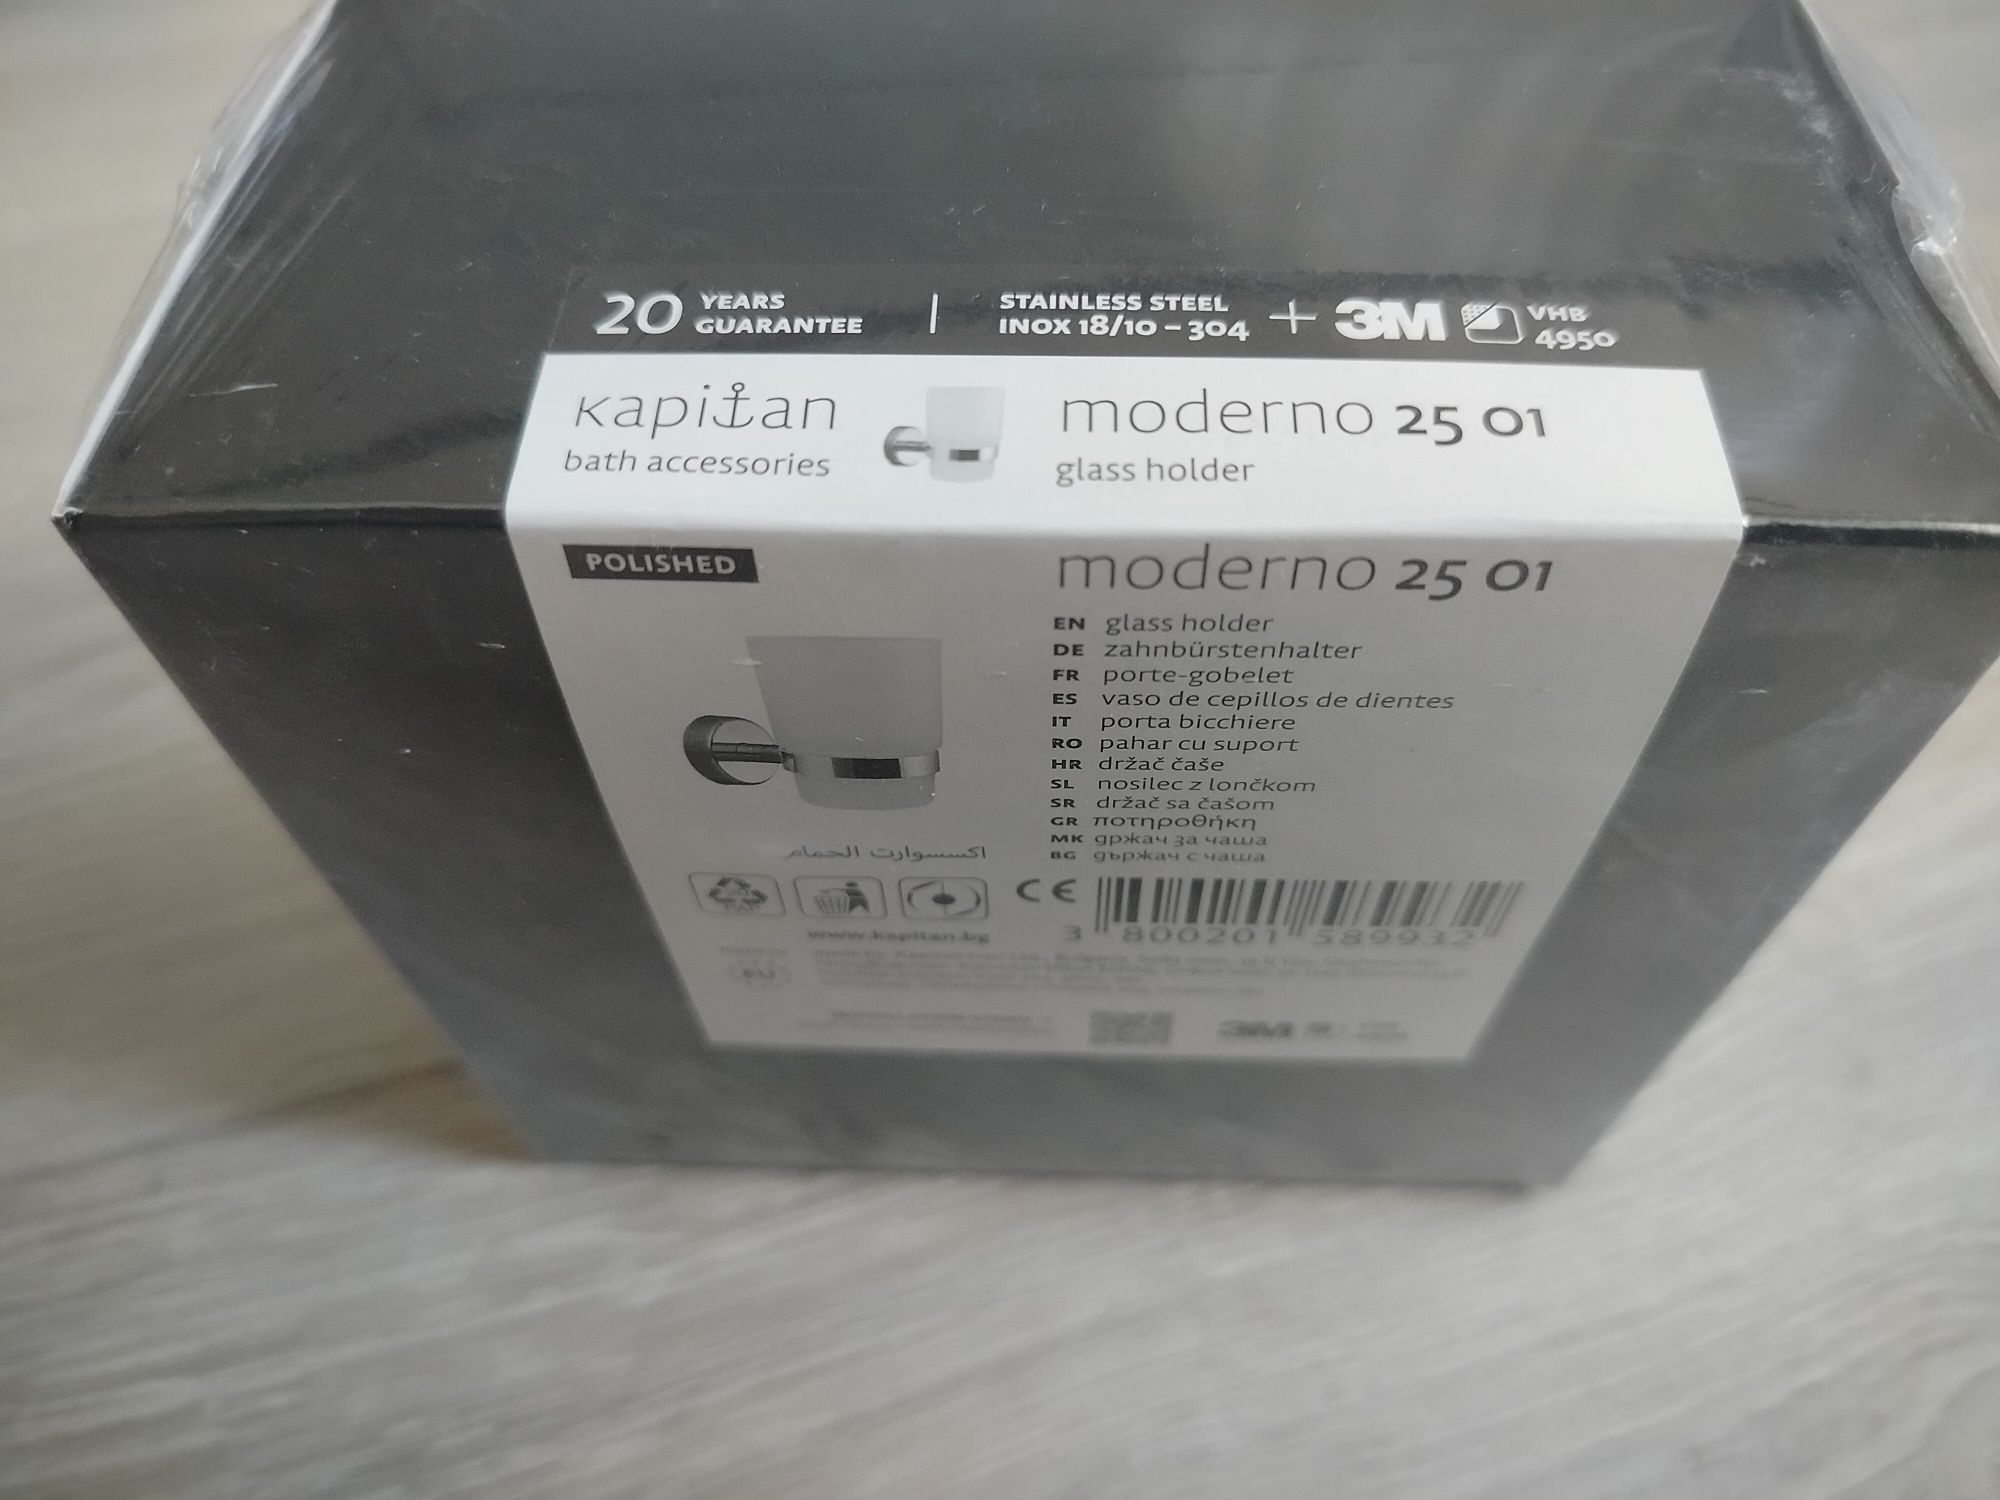 20 YEARS GUARANTEE | STAINLESS STEEL INOX 18/10 – 304 + 3M VHB 4950
kapitan
bath accessories
moderno 25 01
glass holder
POLISHED
moderno 25 01
EN glass holder
DE zahnbürstenhalter
FR porte-gobelet
ES vaso de cepillos de dientes
IT porta bicchiere
RO pahar cu suport
HR držač čaše
SL nosilec z lončkom
SR držač sa čašom
GR ποτηροθήκη
MK држач за чаша
BG държач с чаша
اكسسوارت الحمام
PAP
CE
3 800201 589932
www.kapitan.bg
EU
3M